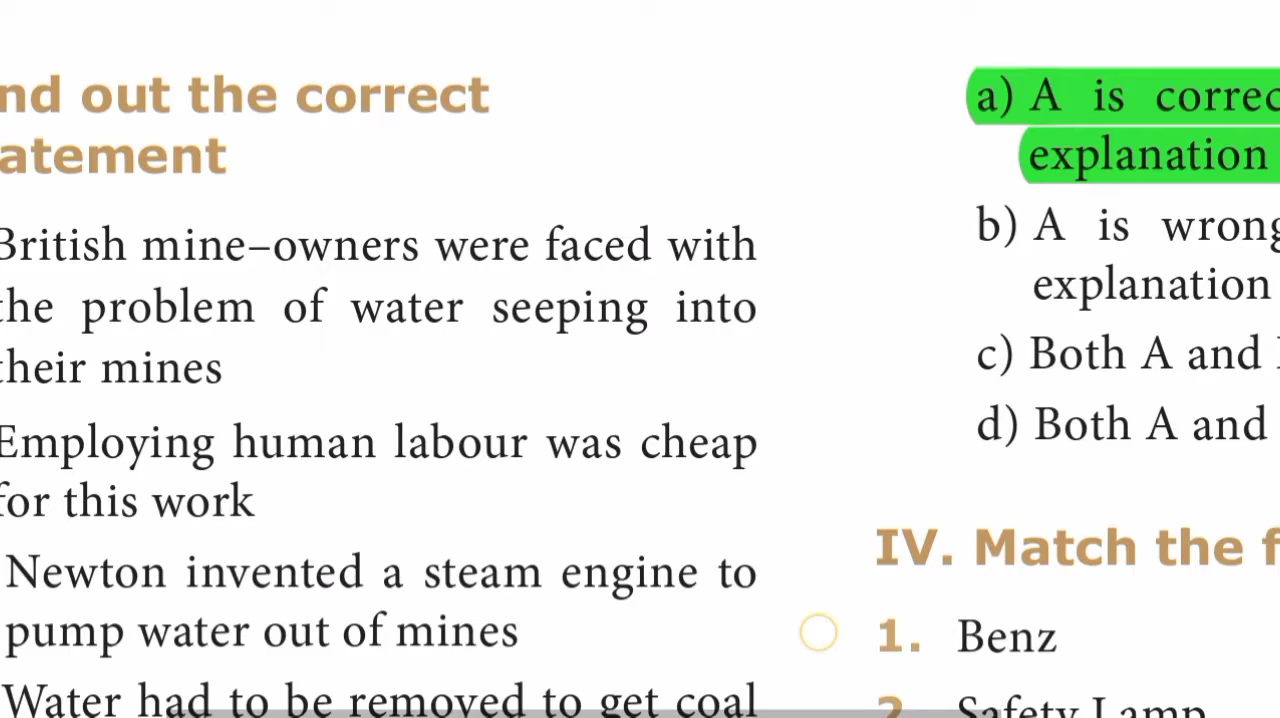 nd out the correct
atement
British mine–owners were faced with
the problem of water seeping into
their mines
Employing human labour was cheap
for this work
Newton invented a steam engine to
pump water out of mines
Water had to be removed to get coal
a) A is correc
explanation
b) A is wrong
explanation
c) Both A and
d) Both A and
IV. Match the f
1. Benz
2. Safety Lamp